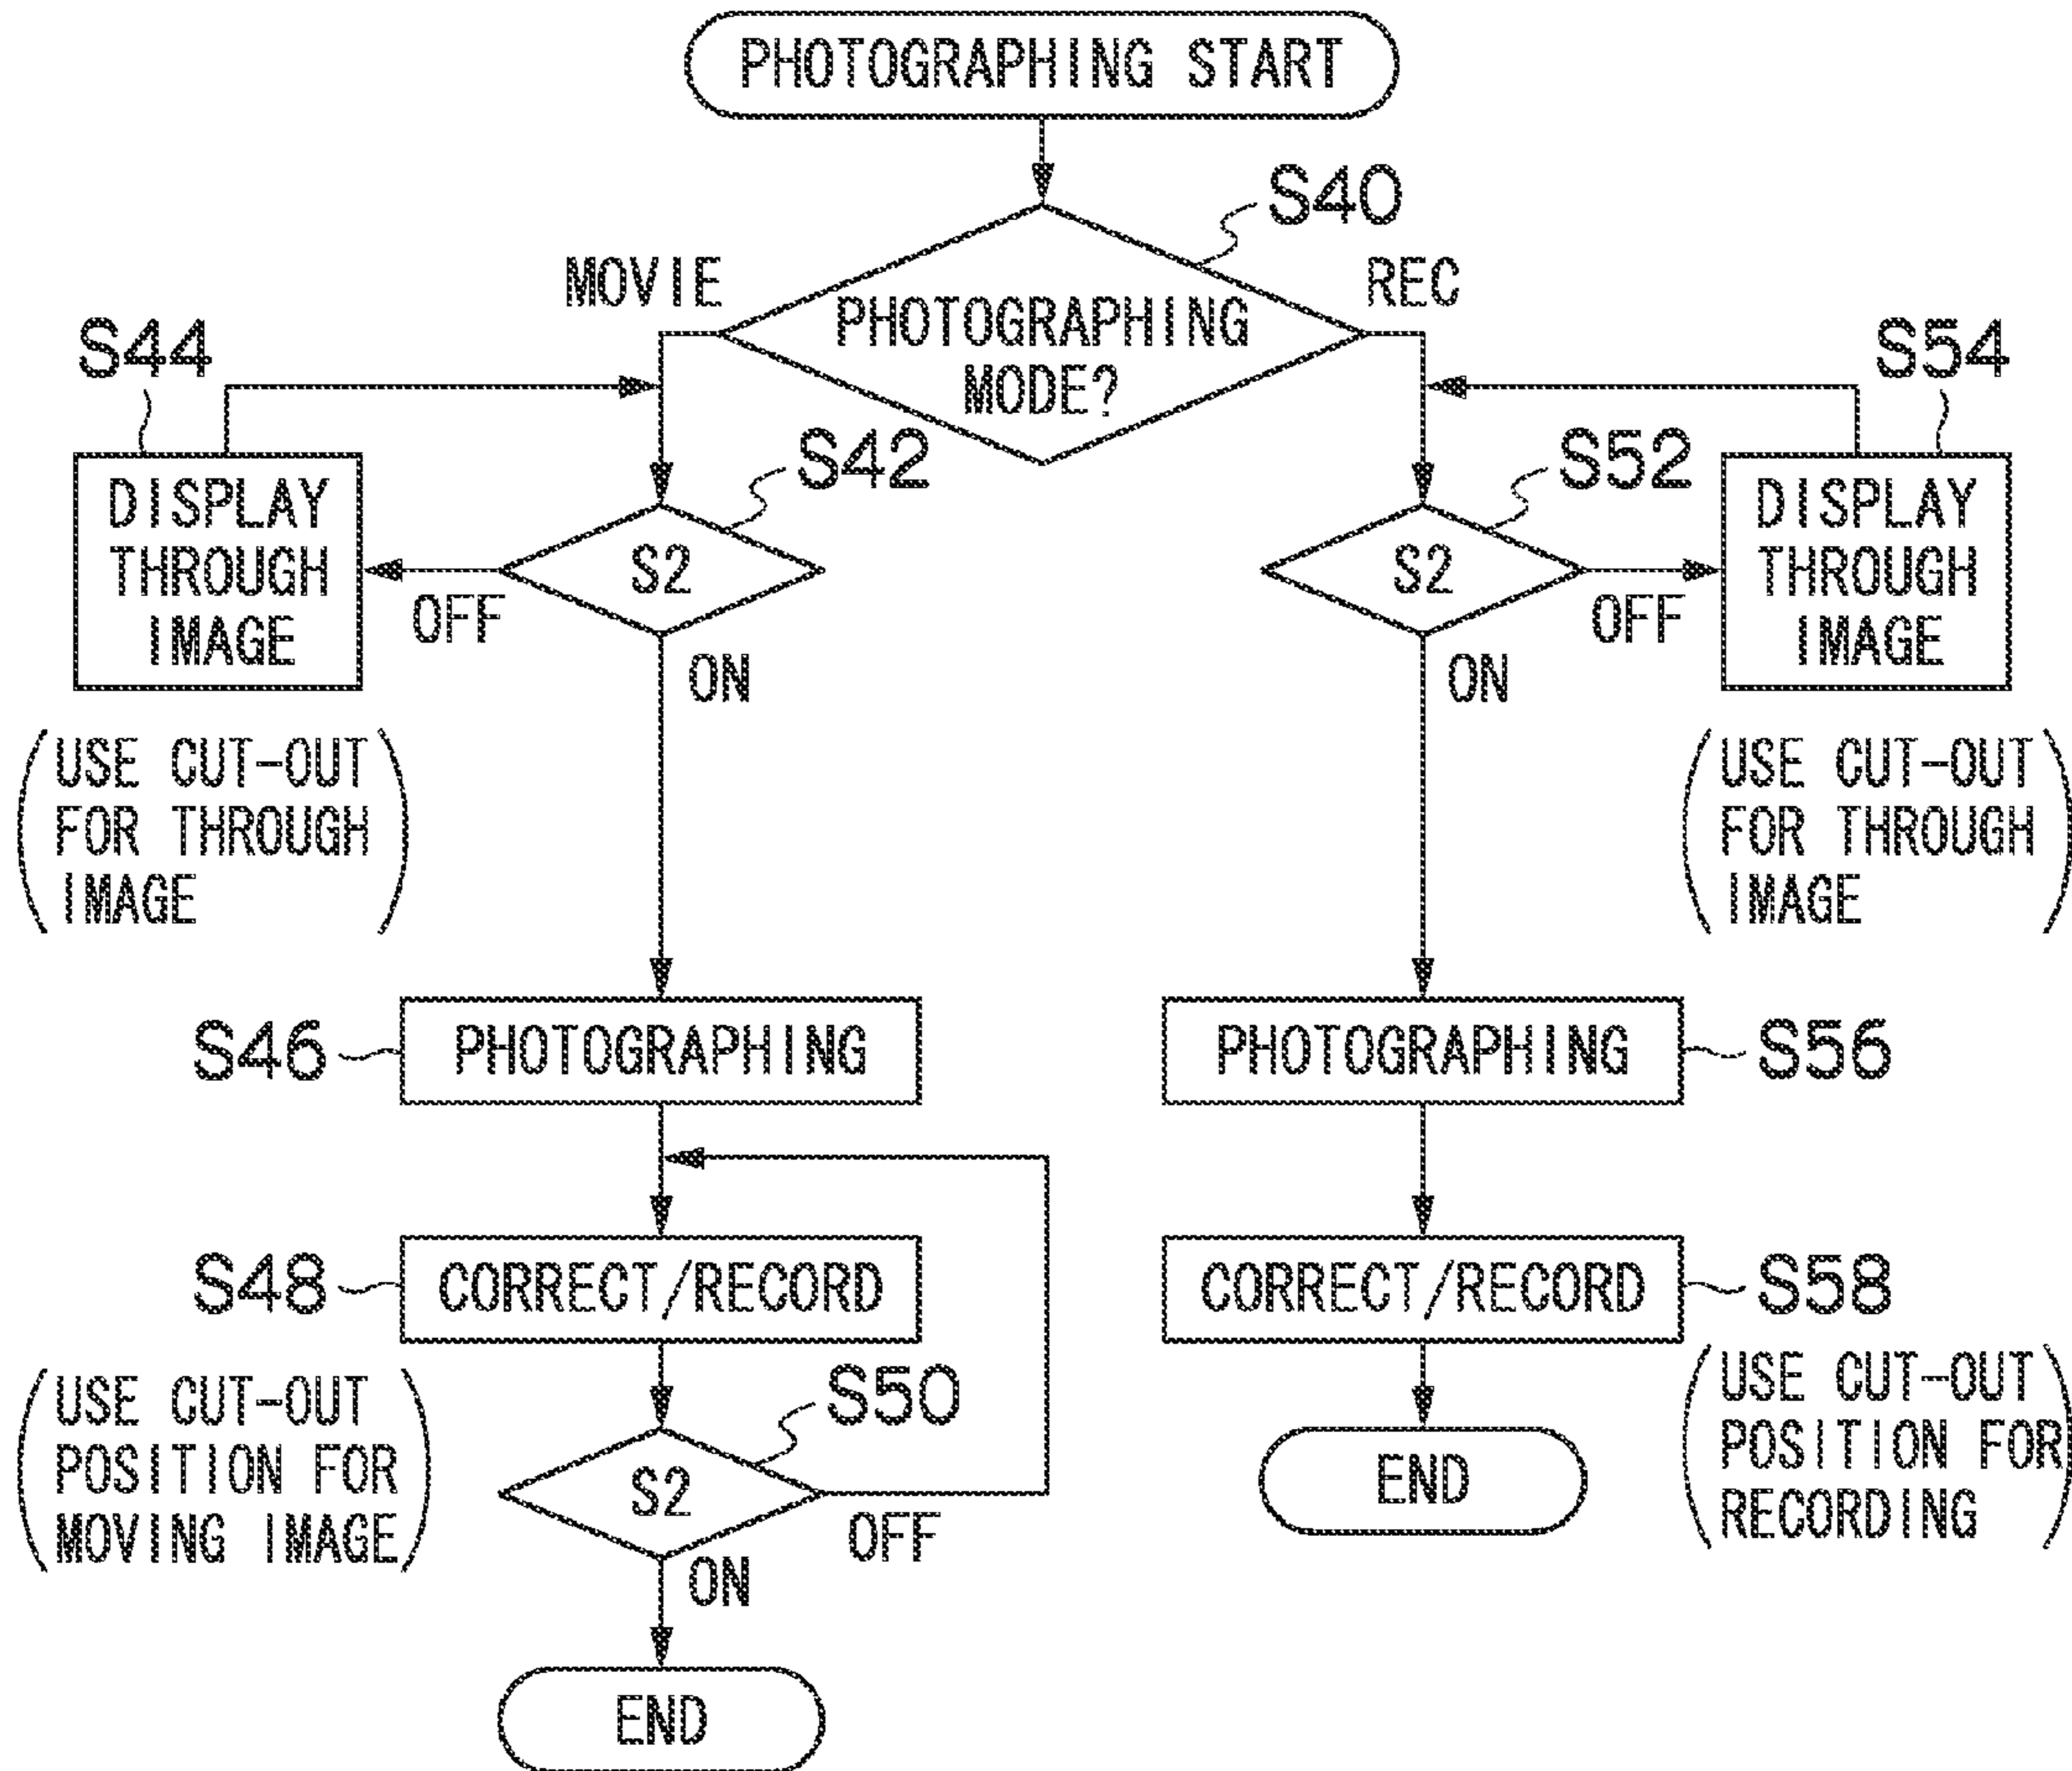 PHOTOGRAPHING START
S40
MOVIE
REC
PHOTOGRAPHING
MODE?
S44
S54
S42
S52
DISPLAY
THROUGH
IMAGE
S2
OFF
ON
S2
OFF
ON
DISPLAY
THROUGH
IMAGE
(USE CUT-OUT
FOR THROUGH
IMAGE)
(USE CUT-OUT
FOR THROUGH
IMAGE)
S46
PHOTOGRAPHING
PHOTOGRAPHING
S56
S48
CORRECT/RECORD
CORRECT/RECORD
S58
(USE CUT-OUT
POSITION FOR
MOVING IMAGE)
S50
S2
OFF
ON
END
(USE CUT-OUT
POSITION FOR
RECORDING)
END